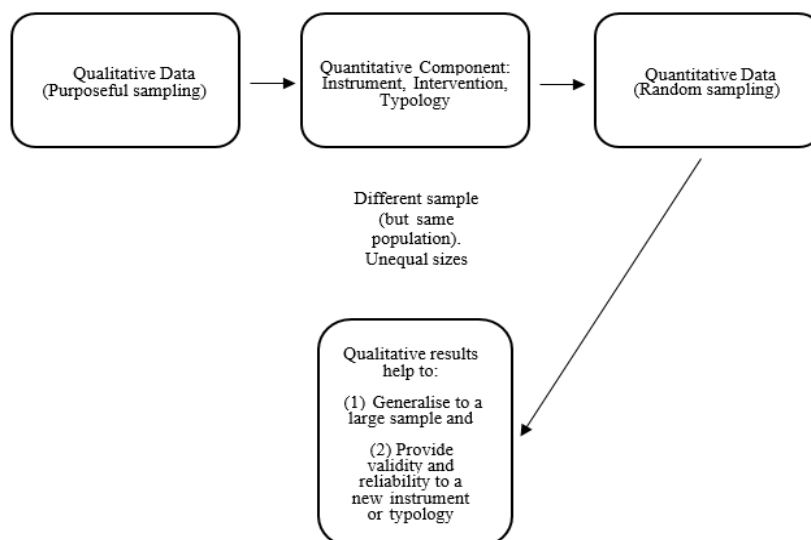 Qualitative Data
(Purposeful sampling)
Quantitative Component:
Instrument, Intervention,
Typology
Quantitative Data
(Random sampling)
Different sample
(but same
population).
Unequal sizes
Qualitative results
help to:
(1) Generalise to a
large sample and
(2) Provide
validity and
reliability to a
new instrument
or typology